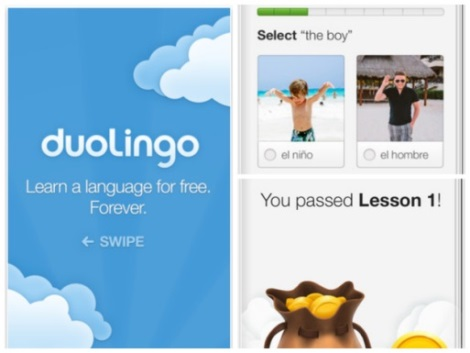 duolingo
Learn a language for free.
Forever.
← SWIPE
Select “the boy”
el niño
el hombre
You passed Lesson 1!